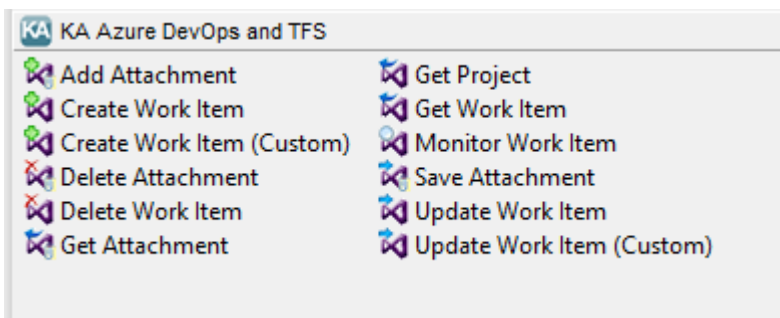 KA KA Azure DevOps and TFS
Add Attachment
Create Work Item
Create Work Item (Custom)
Delete Attachment
Delete Work Item
Get Attachment
Get Project
Get Work Item
Monitor Work Item
Save Attachment
Update Work Item
Update Work Item (Custom)